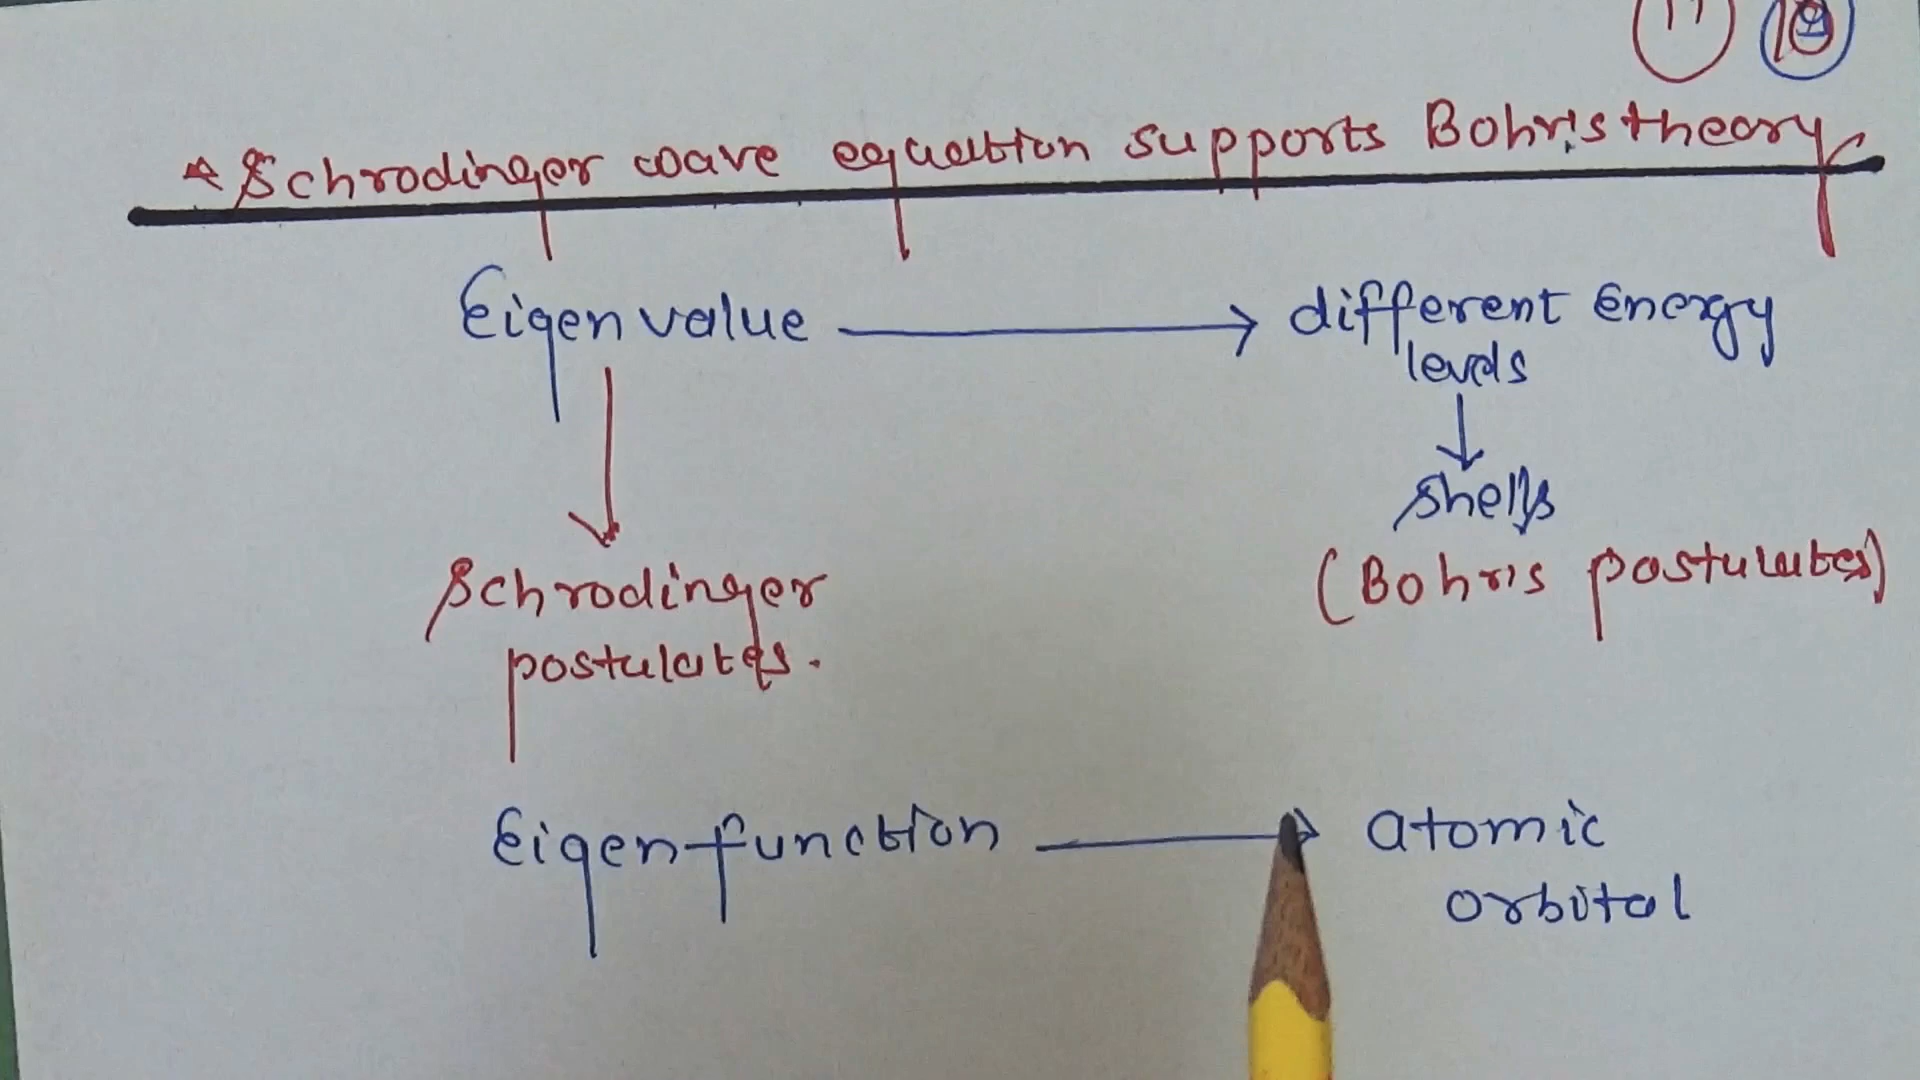 Schrodinger wave equation supports Bohr's theory
Eigen value → different Energy
levels
↓
shells
(Bohr's postulates)
Schrodinger
postulates.
Eigen function → atomic
orbital